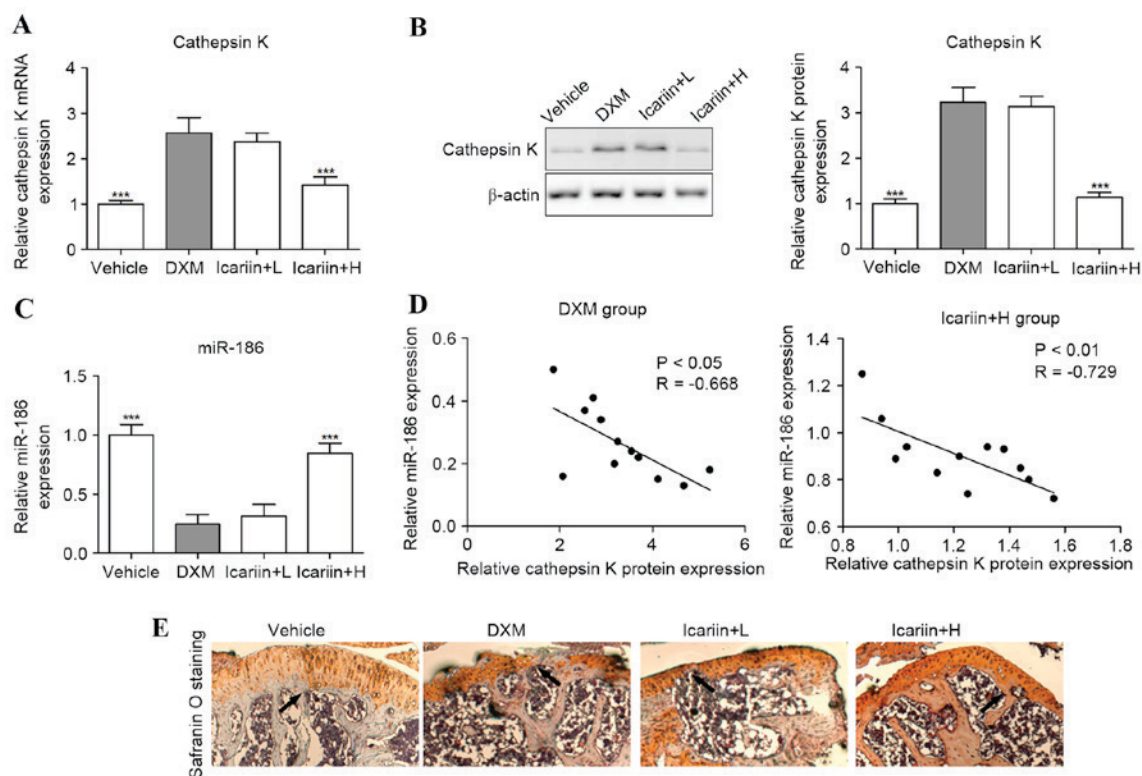 A
Cathepsin K
Relative cathepsin K mRNA
expression
4
3
2
1
0
***
***
Vehicle
DXM
Icariin+L
Icariin+H
B
Vehicle
DXM
Icariin+L
Icariin+H
Cathepsin K
β-actin
Cathepsin K
Relative cathepsin K protein
expression
4
3
2
1
0
***
***
Vehicle
DXM
Icariin+L
Icariin+H
C
miR-186
Relative miR-186
expression
1.5
1.0
0.5
0.0
***
***
Vehicle
DXM
Icariin+L
Icariin+H
D
DXM group
P < 0.05
R = -0.668
Relative miR-186 expression
0.6
0.4
0.2
0.0
0
2
4
6
Relative cathepsin K protein expression
Icariin+H group
P < 0.01
R = -0.729
Relative miR-186 expression
1.4
1.2
1.0
0.8
0.6
0.8
1.0
1.2
1.4
1.6
1.8
Relative cathepsin K protein expression
E
Vehicle
DXM
Icariin+L
Icariin+H
Safranin O staining